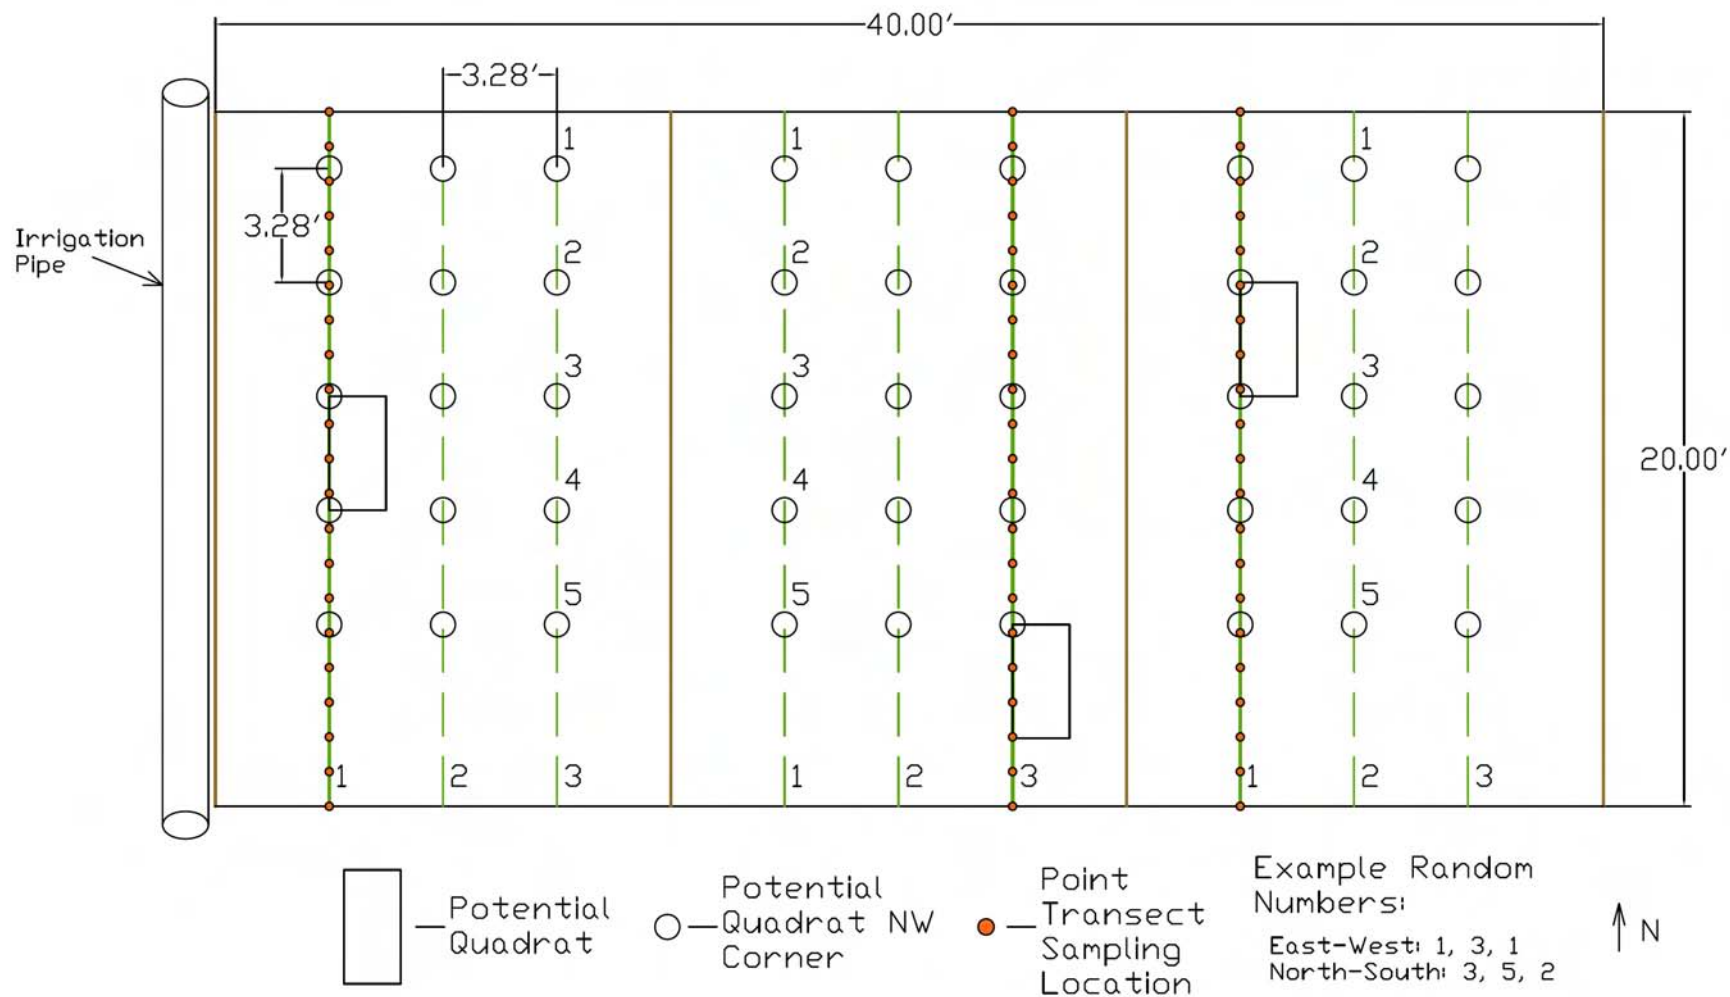 40.00'
3.28'
1
1
1
3.28'
Irrigation
Pipe
2
2
2
3
3
3
20.00'
4
4
4
5
5
5
1
2
3
1
2
3
1
2
3
Potential
Quadrat
Potential
Quadrat NW
Corner
Point
Transect
Sampling
Location
Example Random
Numbers:
East-West: 1, 3, 1
North-South: 3, 5, 2
N